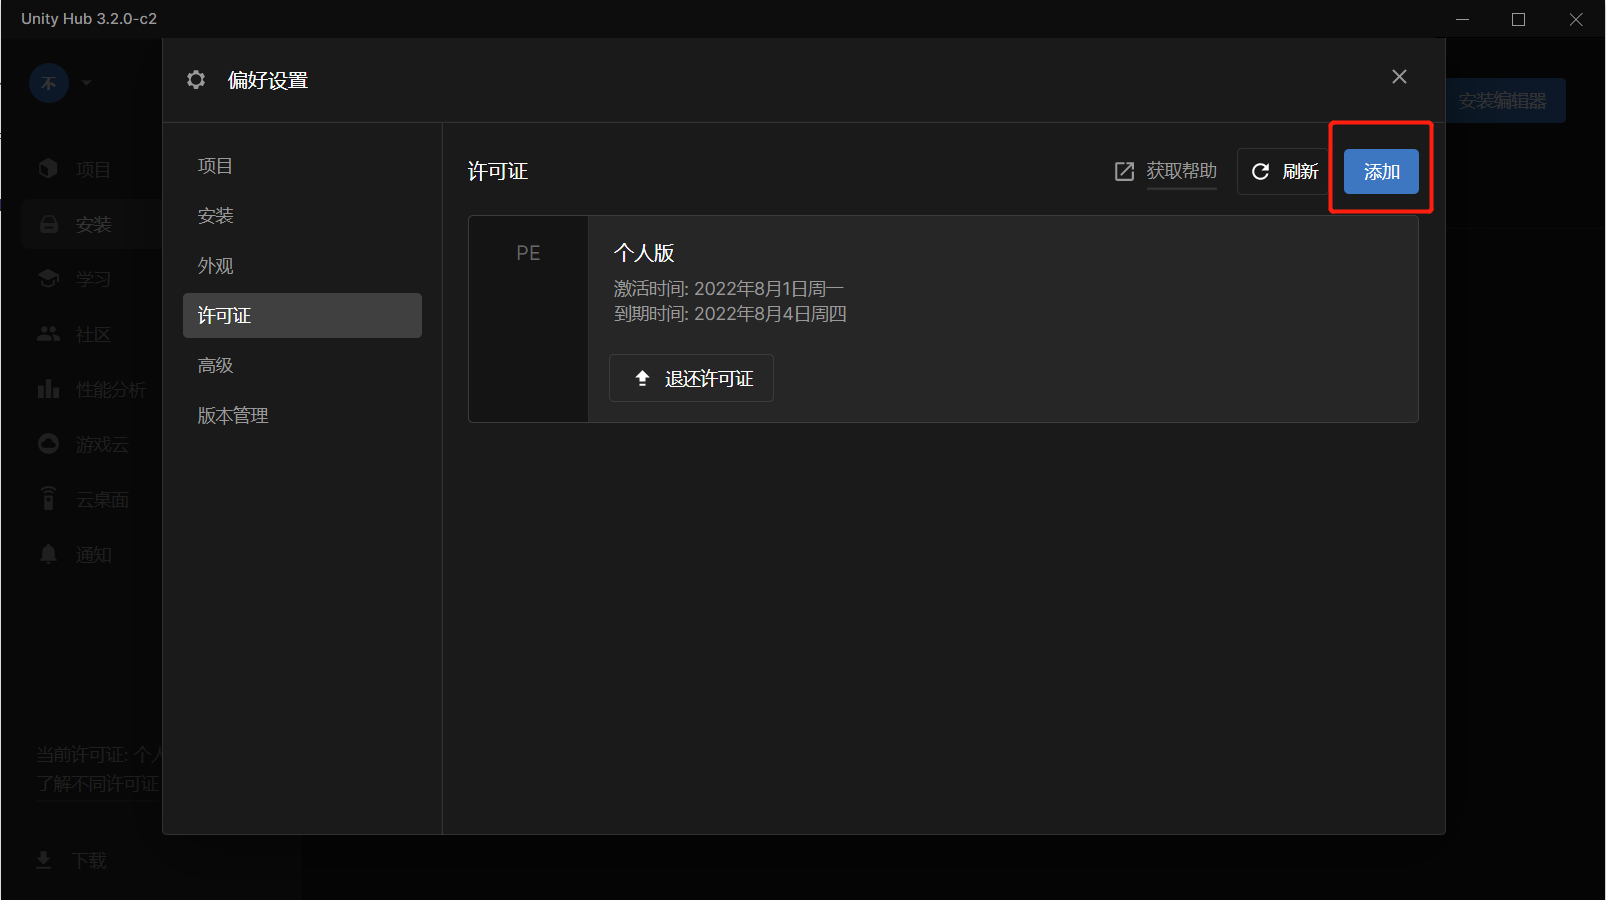 Unity Hub 3.2.0-c2
不
偏好设置
安装编辑器
项目
安装
学习
社区
性能分析
游戏云
云桌面
通知
当前许可证: 个人
了解不同许可证
下载
项目
安装
外观
许可证
高级
版本管理
许可证
获取帮助
刷新
添加
PE
个人版
激活时间: 2022年8月1日周一
到期时间: 2022年8月4日周四
退还许可证